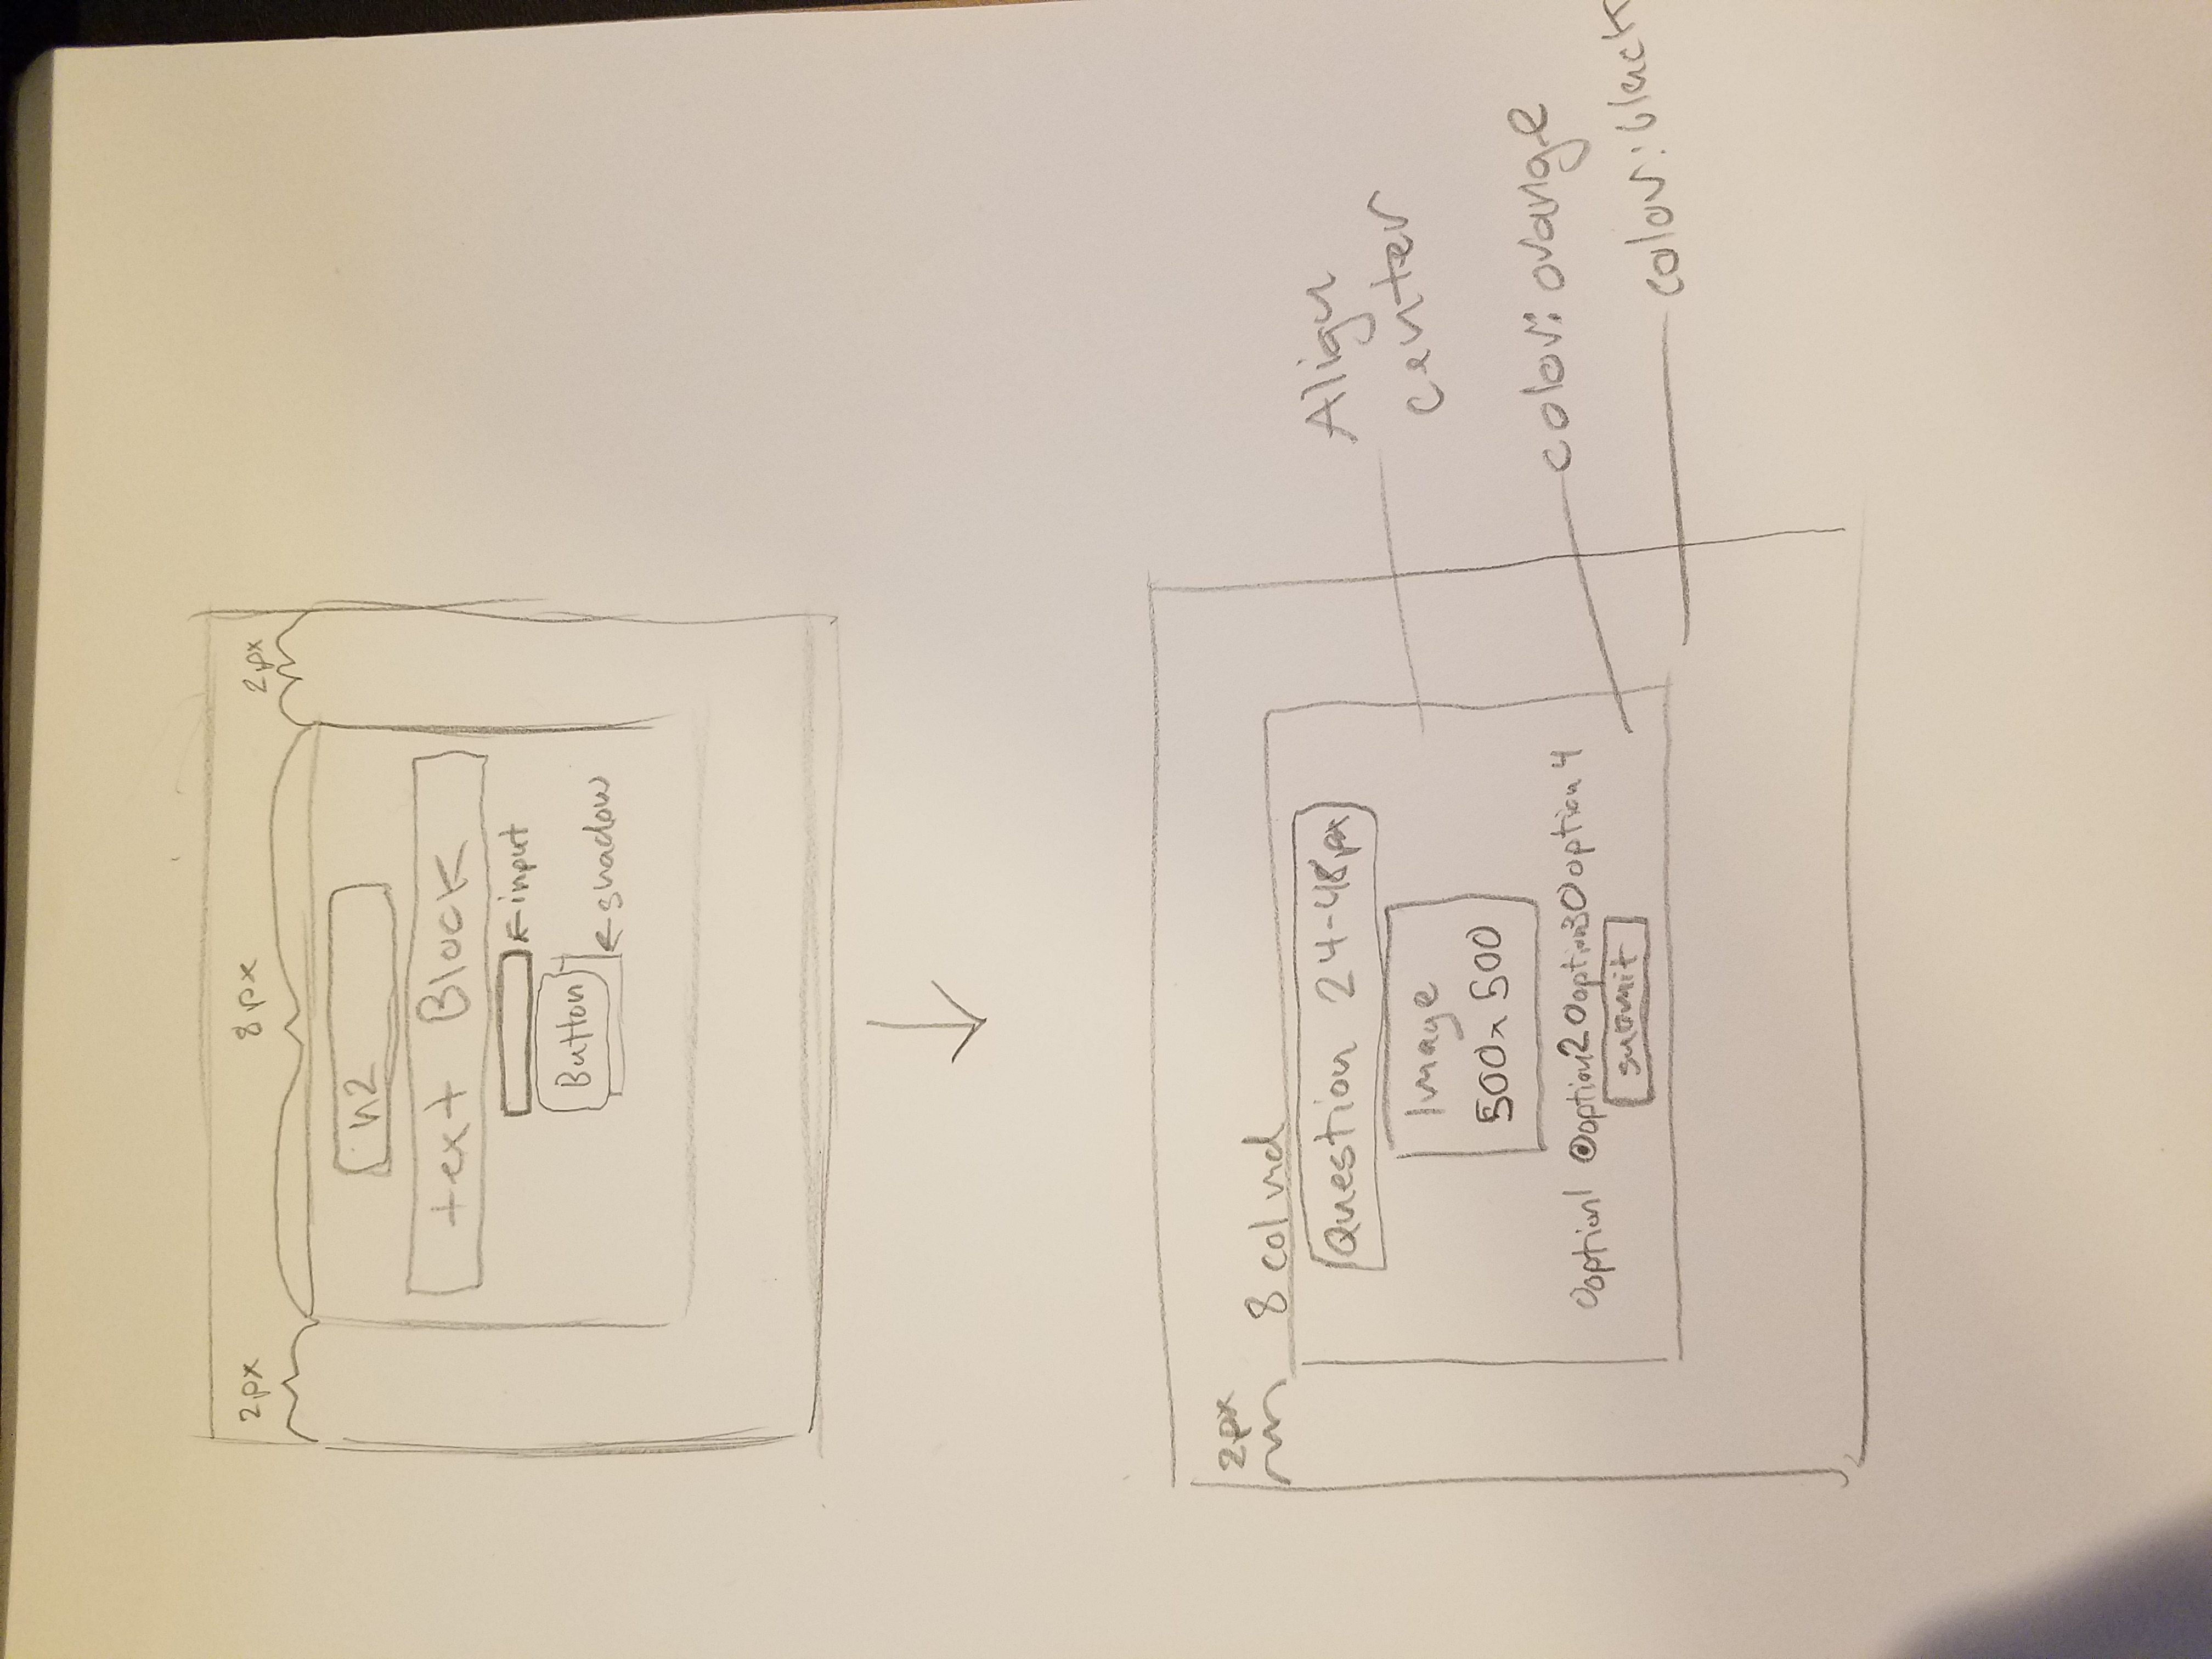 2px 8px 2px
h2
text Block
←input
Button
←shadow
2px
8 col md
Question 24-48px
Image
500x500
Align
center
option1 option2 option3 option 4
submit
color: orange
color: black